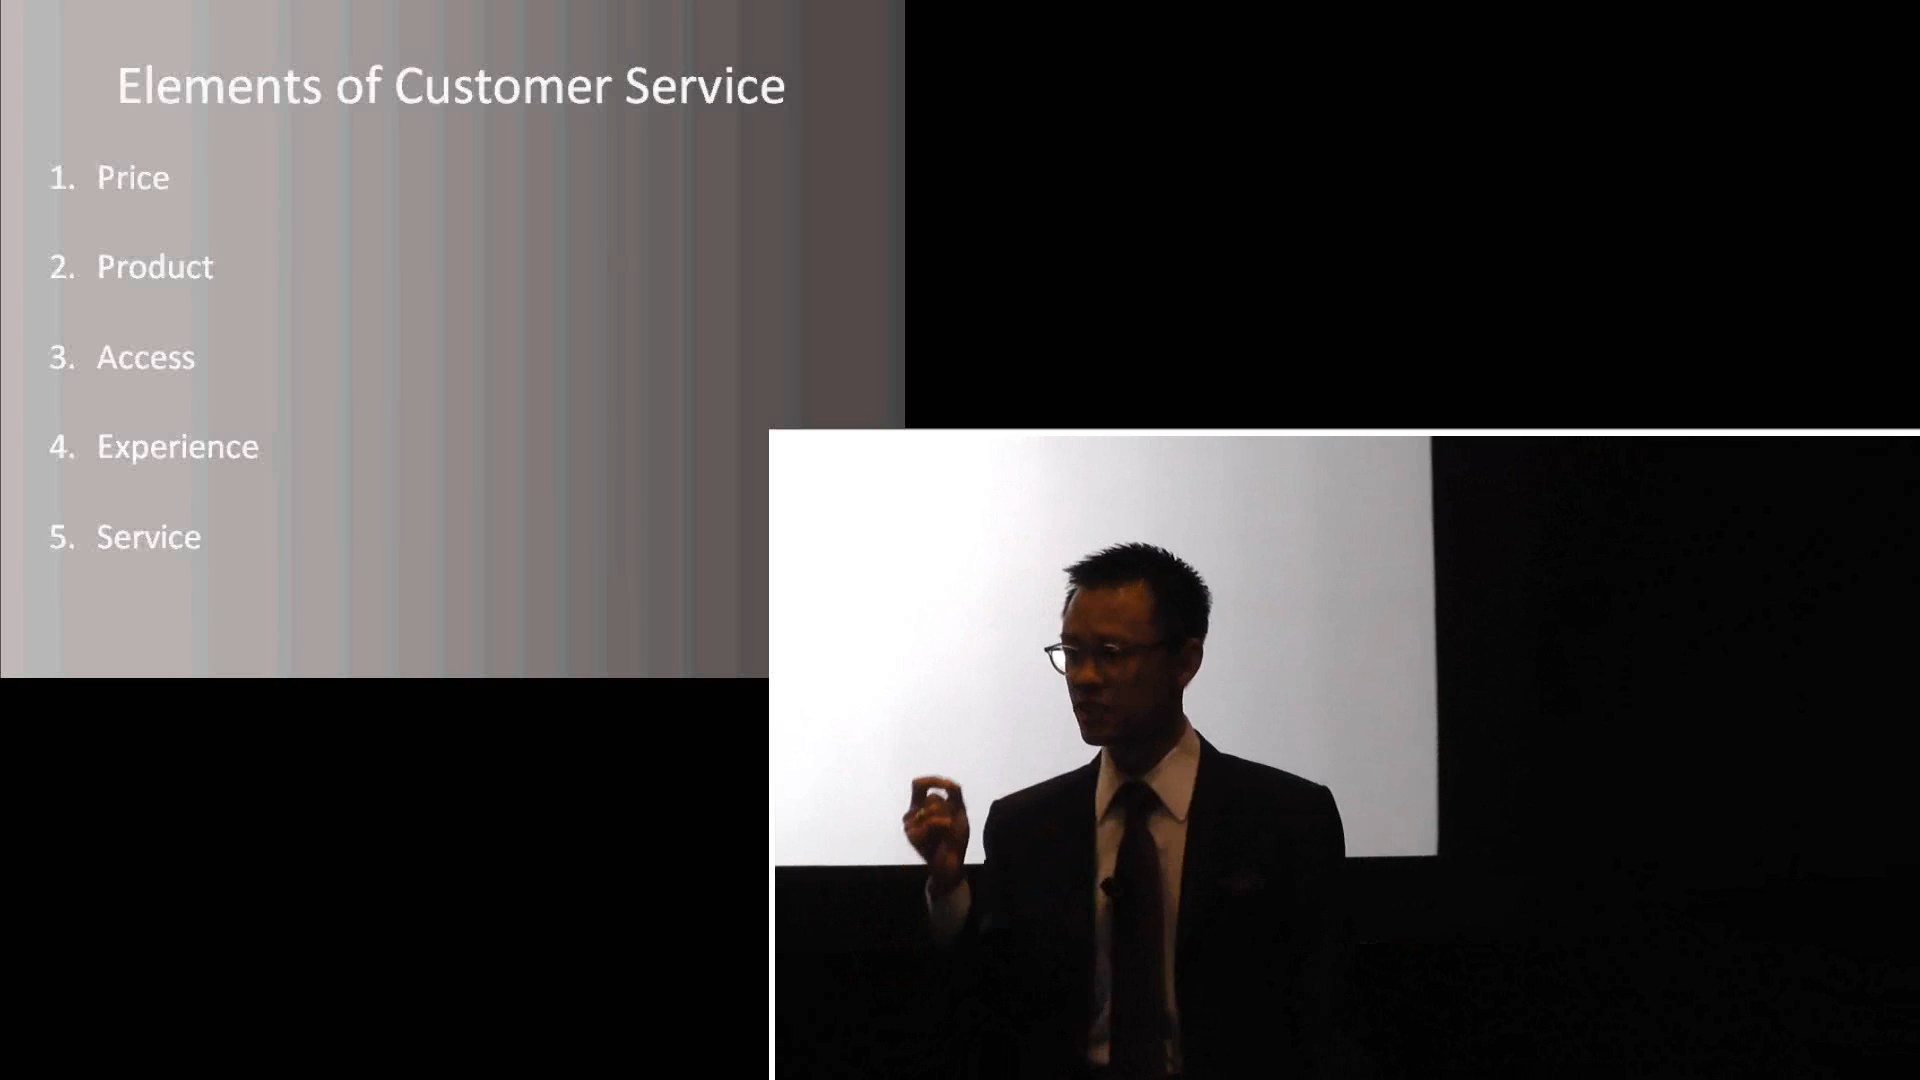 Elements of Customer Service
1. Price
2. Product
3. Access
4. Experience
5. Service